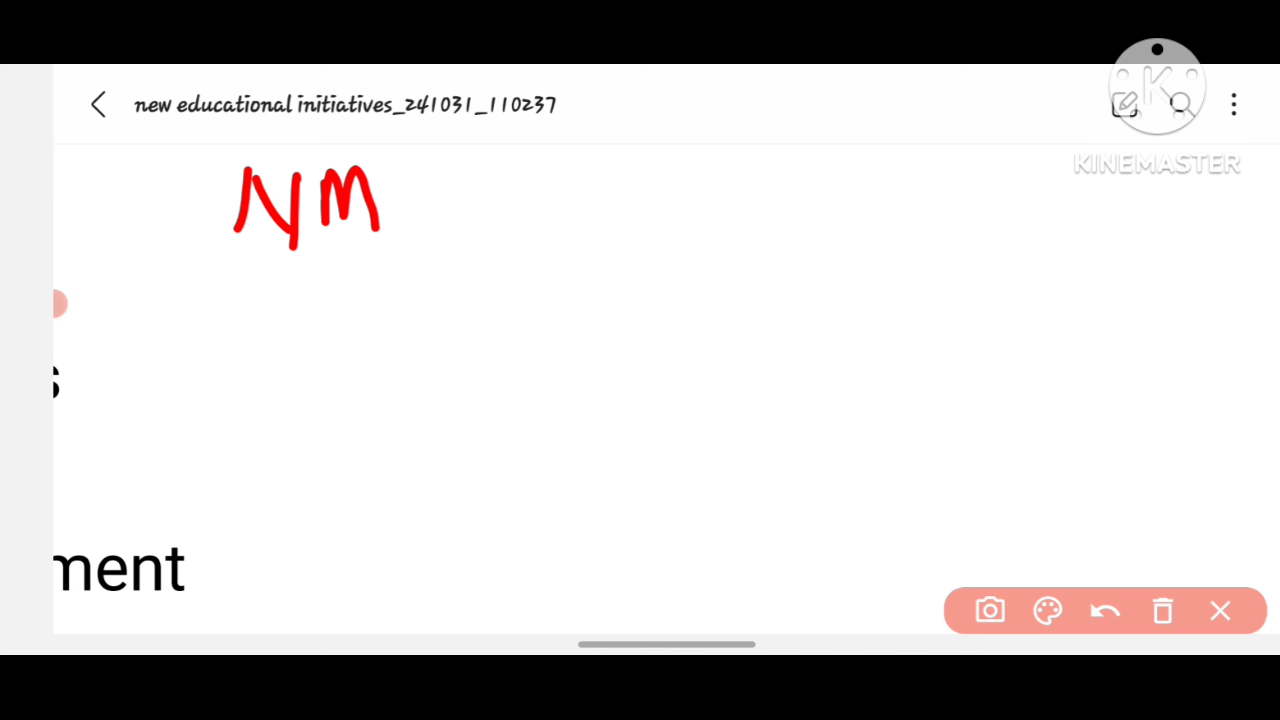 new educational initiatives_241031_110237
KINEMASTER
NM
s
ment